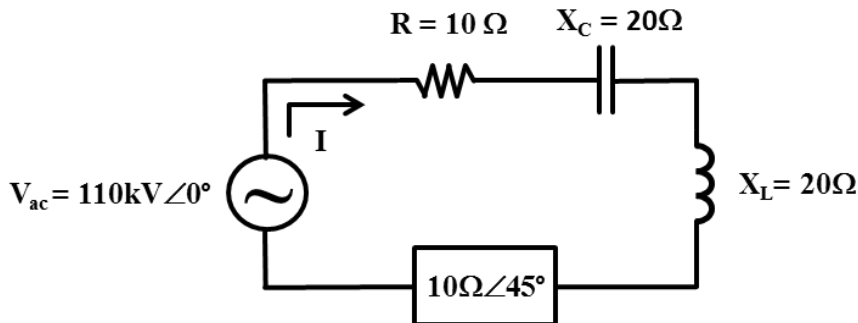 R = 10 Ω
X_C = 20Ω
I
V_ac = 110kV∠0°
X_L = 20Ω
10Ω∠45°